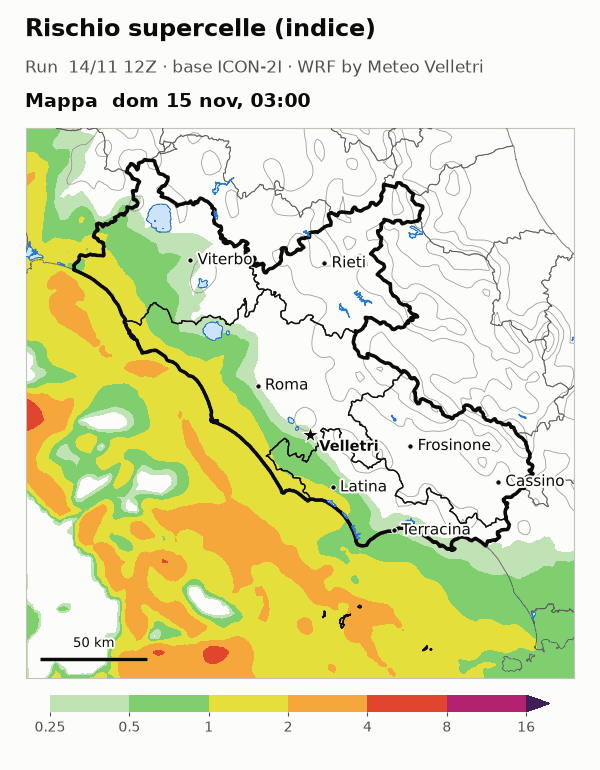 Rischio supercelle (indice)
Run  14/11 12Z · base ICON-2I · WRF by Meteo Velletri
Mappa  dom 15 nov, 03:00
Viterbo
Rieti
Roma
Velletri
Frosinone
Cassino
Latina
Terracina
50 km
0.25 0.5 1 2 4 8 16